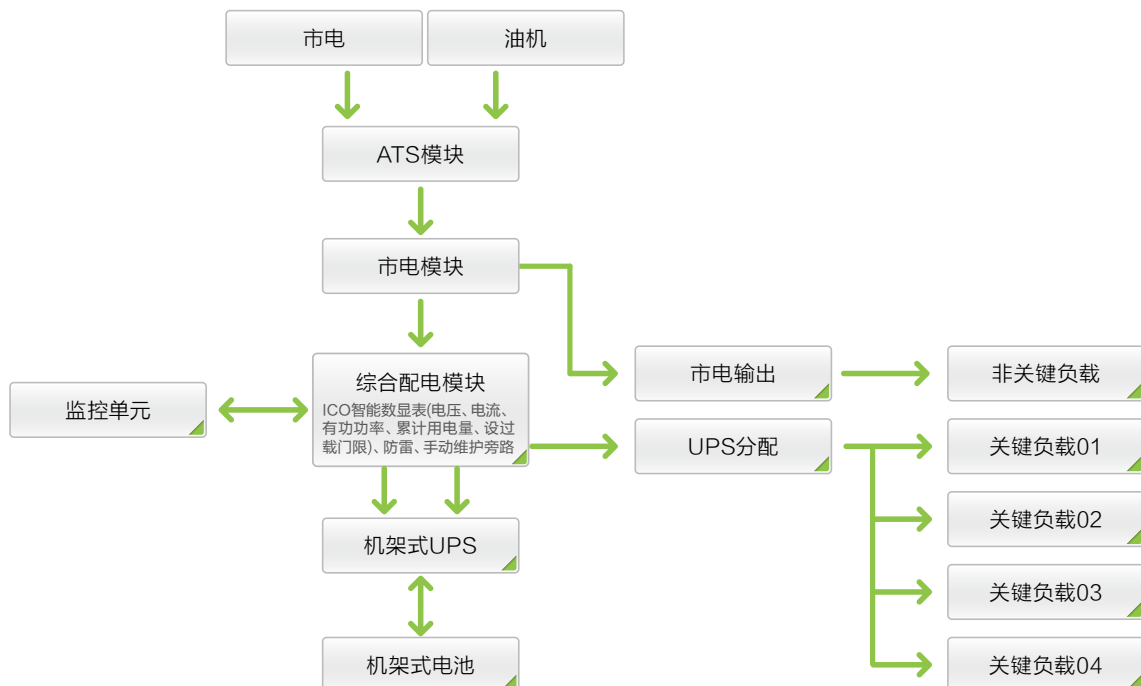 市电
油机
ATS模块
市电模块
综合配电模块
ICO智能数显表(电压、电流、
有功功率、累计用电量、设过
载门限)、防雷、手动维护旁路
监控单元
市电输出
非关键负载
UPS分配
关键负载01
关键负载02
关键负载03
关键负载04
机架式UPS
机架式电池